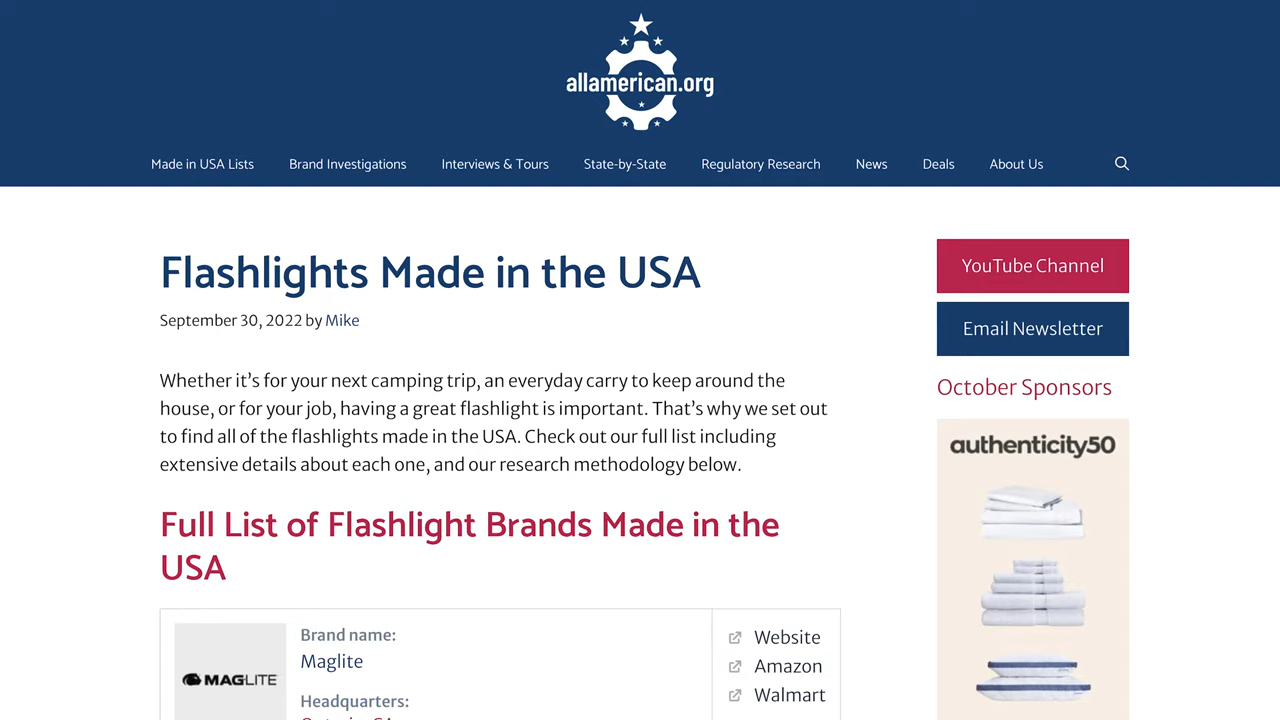 allamerican.org
Made in USA Lists
Brand Investigations
Interviews & Tours
State-by-State
Regulatory Research
News
Deals
About Us
Flashlights Made in the USA
September 30, 2022 by Mike
Whether it’s for your next camping trip, an everyday carry to keep around the
house, or for your job, having a great flashlight is important. That’s why we set out
to find all of the flashlights made in the USA. Check out our full list including
extensive details about each one, and our research methodology below.
Full List of Flashlight Brands Made in the
USA
MAGLITE
Brand name:
Maglite
Headquarters:
Website
Amazon
Walmart
YouTube Channel
Email Newsletter
October Sponsors
authenticity50